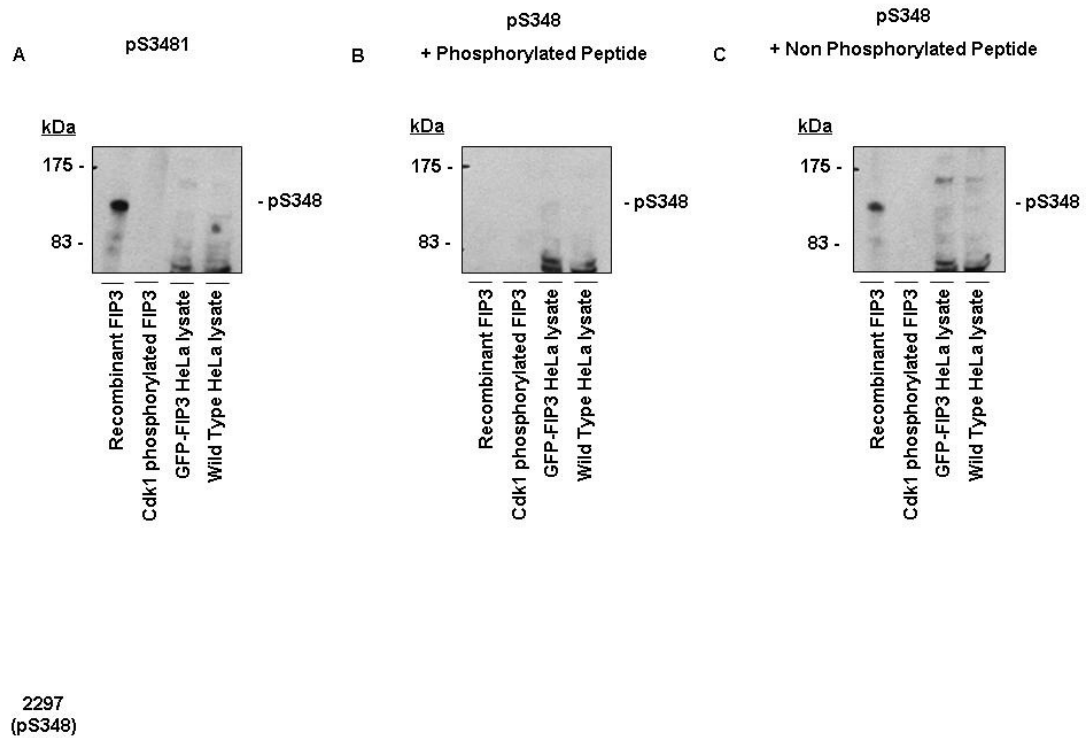 A
pS3481
kDa
175 -
83 -
- pS348
Recombinant FIP3
Cdk1 phosphorylated FIP3
GFP-FIP3 HeLa lysate
Wild Type HeLa lysate
B
pS348
+ Phosphorylated Peptide
kDa
175 -
83 -
- pS348
Recombinant FIP3
Cdk1 phosphorylated FIP3
GFP-FIP3 HeLa lysate
Wild Type HeLa lysate
C
pS348
+ Non Phosphorylated Peptide
kDa
175 -
83 -
- pS348
Recombinant FIP3
Cdk1 phosphorylated FIP3
GFP-FIP3 HeLa lysate
Wild Type HeLa lysate
2297
(pS348)